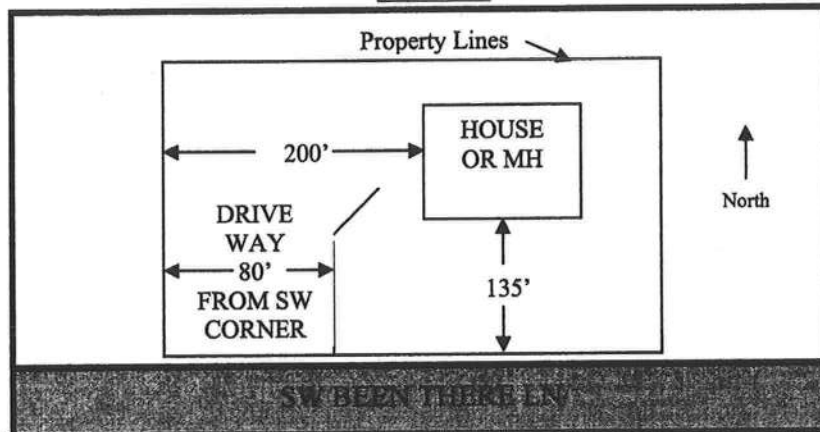 Property Lines
200'
HOUSE
OR MH
North
DRIVE
WAY
80'
FROM SW
CORNER
135'
SW BEEN THERE LN